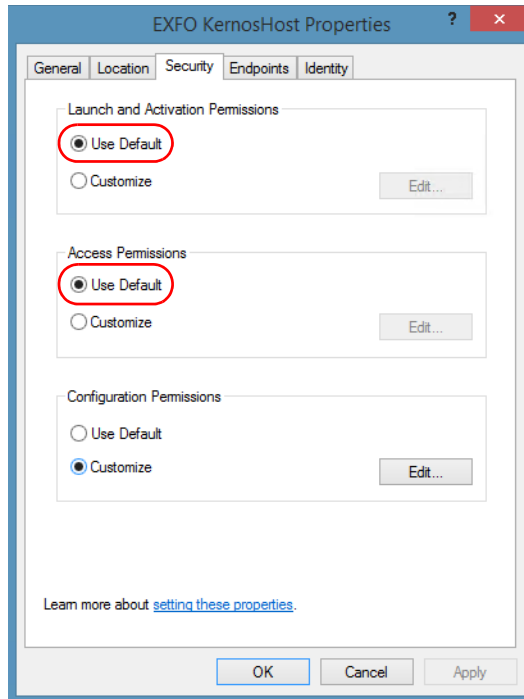 EXFO KernosHost Properties
?
×
General Location Security Endpoints Identity
Launch and Activation Permissions
Use Default
Customize
Edit...
Access Permissions
Use Default
Customize
Edit...
Configuration Permissions
Use Default
Customize
Edit...
Learn more about setting these properties.
OK Cancel Apply